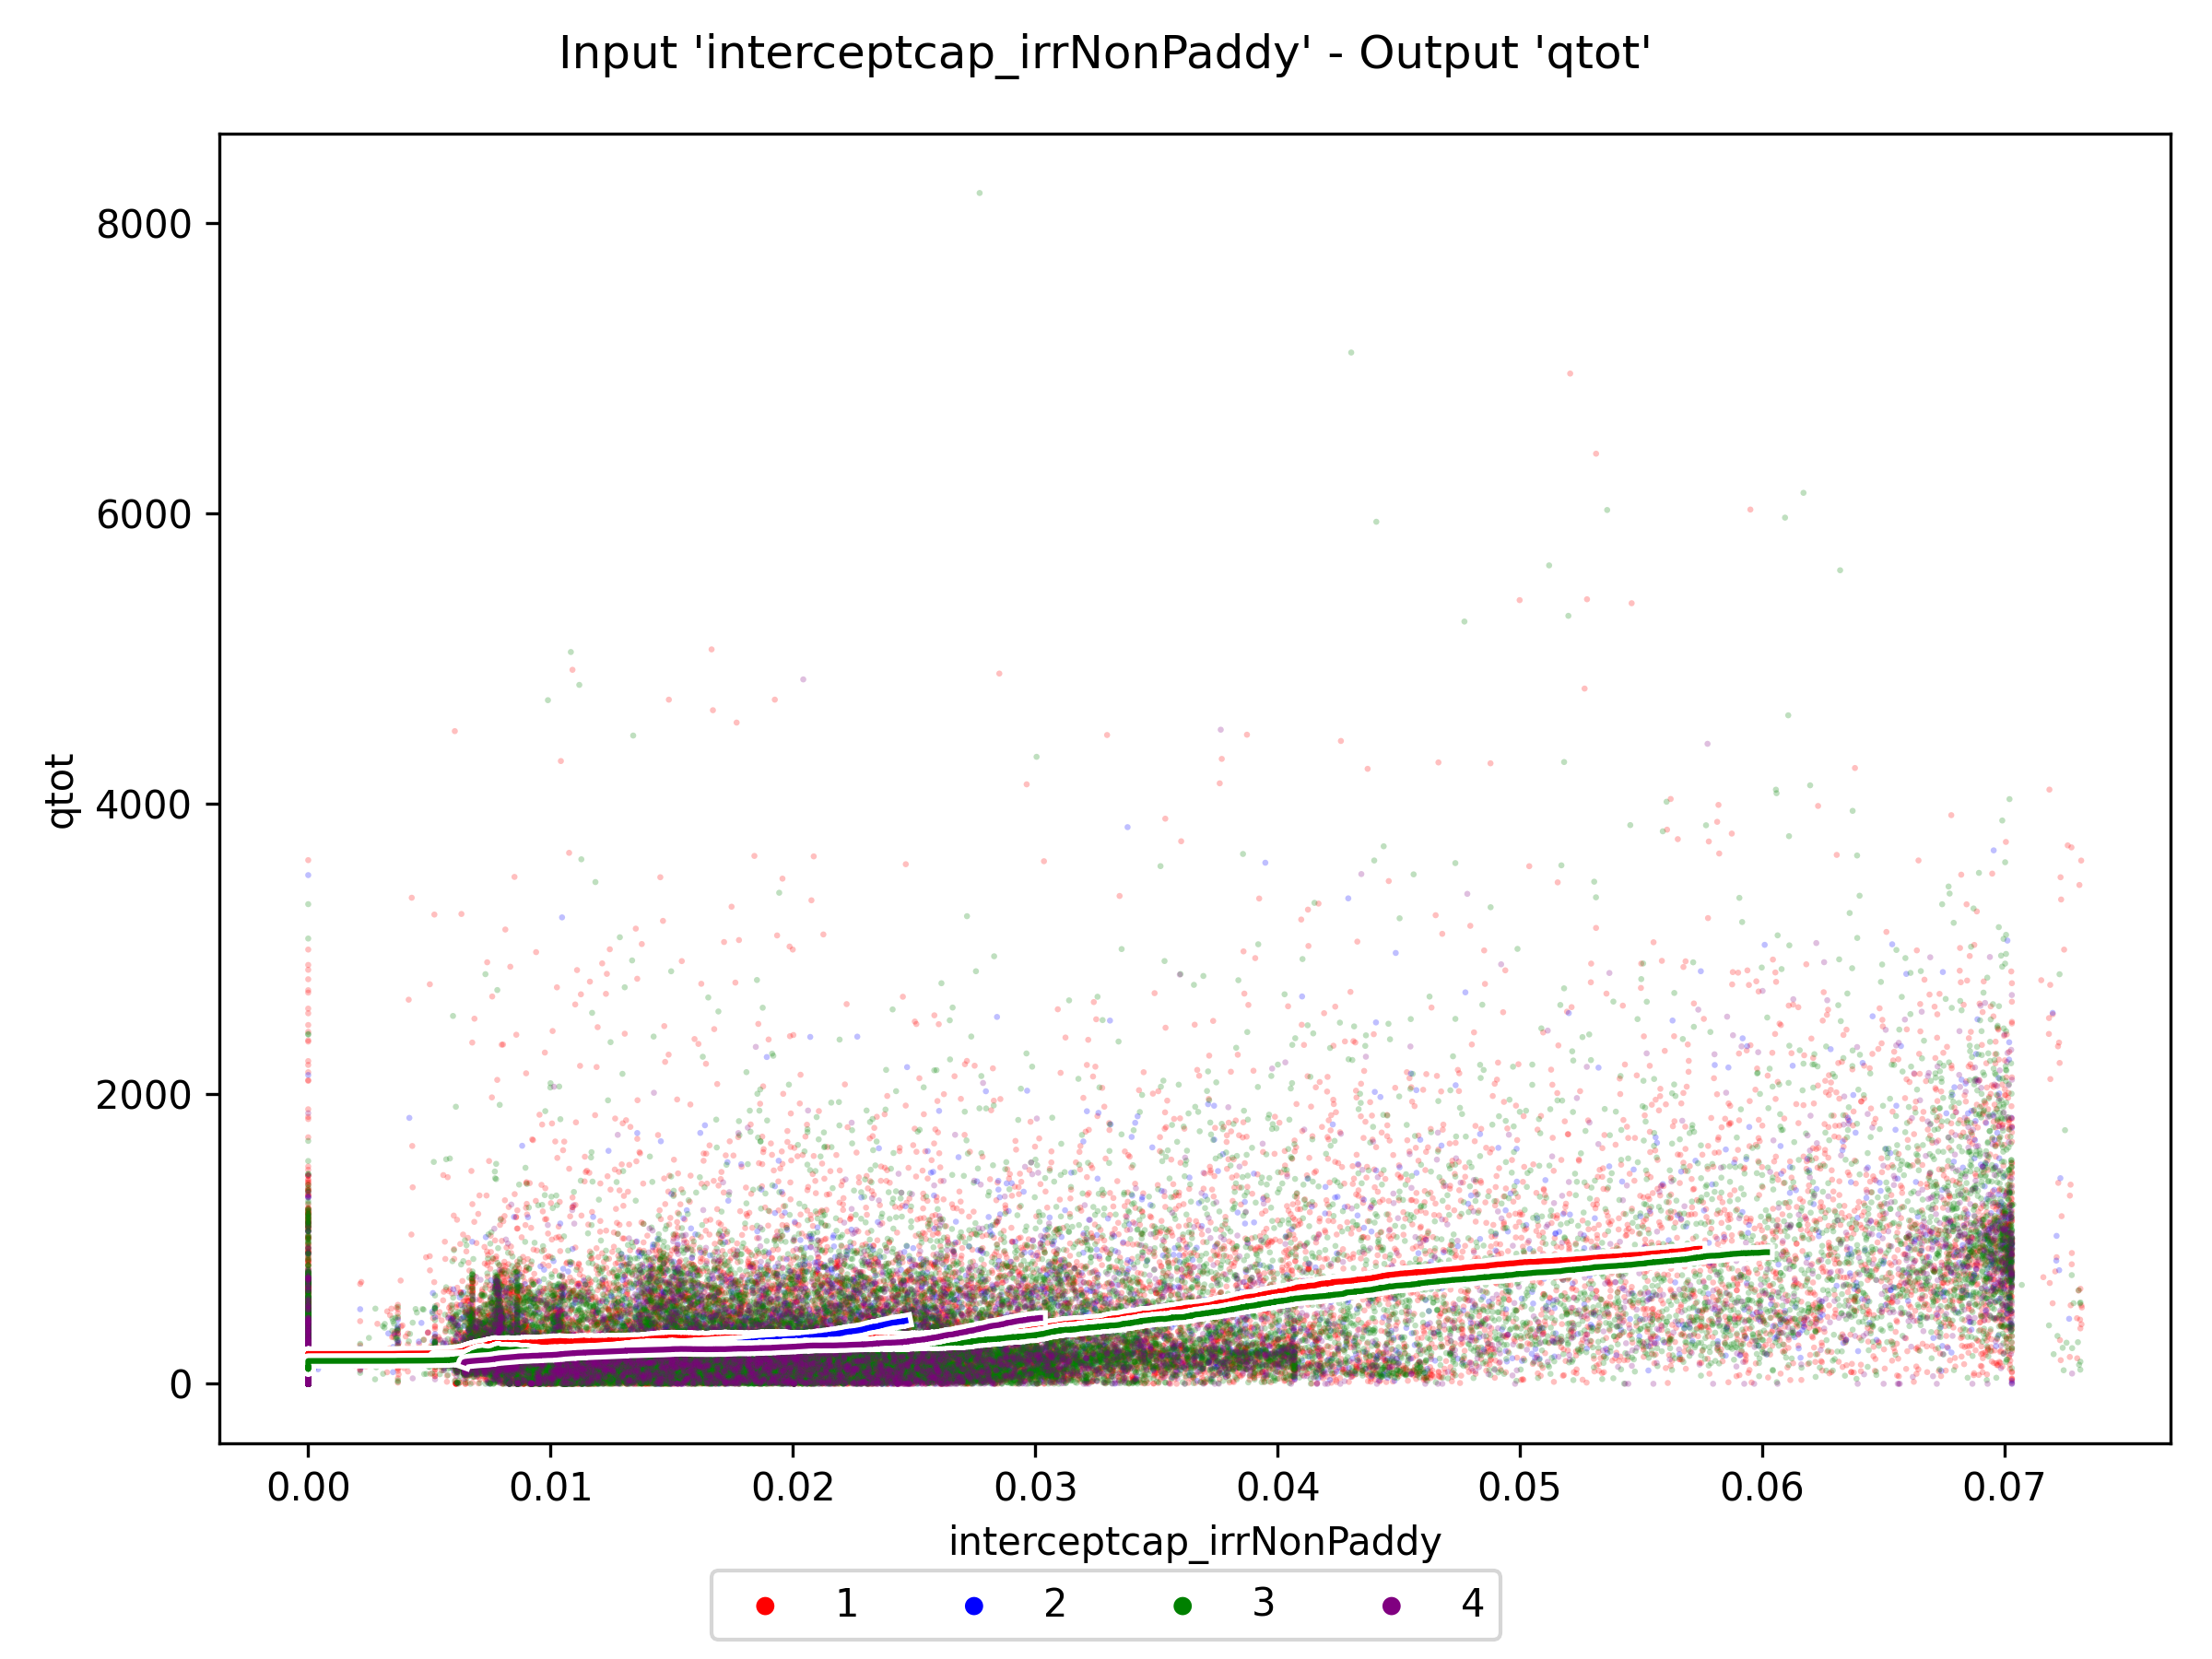 Input 'interceptcap_irrNonPaddy' - Output 'qtot'
8000
6000
4000
2000
0
qtot
0.00 0.01 0.02 0.03 0.04 0.05 0.06 0.07
interceptcap_irrNonPaddy
1 2 3 4